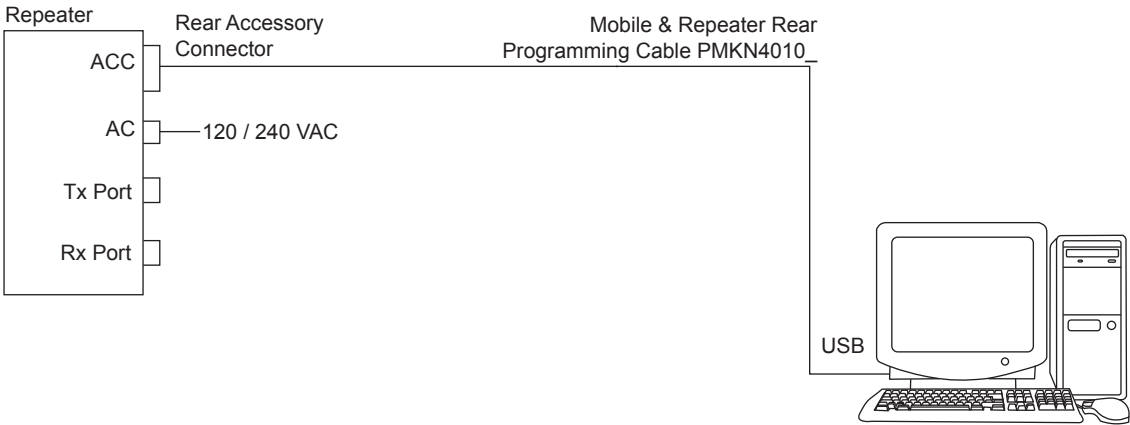 Repeater
Rear Accessory
Connector
Mobile & Repeater Rear
Programming Cable PMKN4010_
ACC
AC
120 / 240 VAC
Tx Port
Rx Port
USB